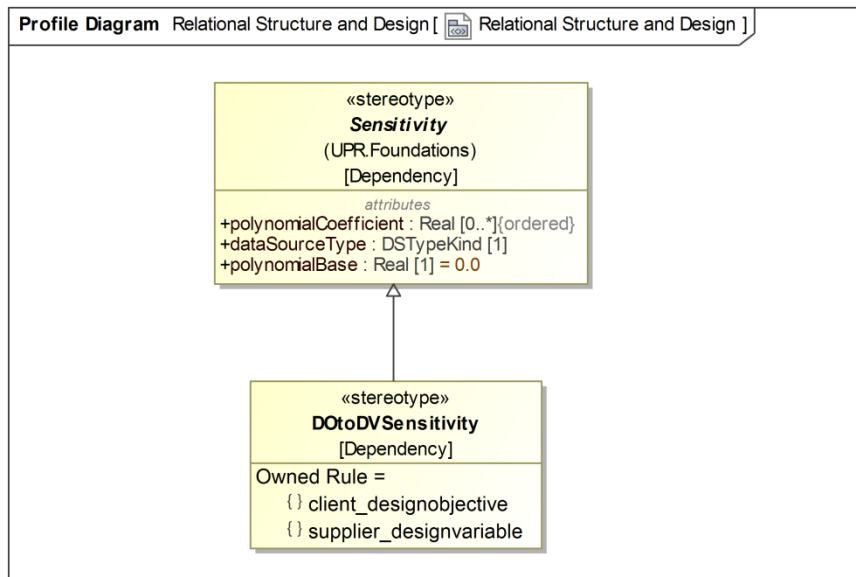 Profile Diagram Relational Structure and Design [ Relational Structure and Design ]
«stereotype»
Sensitivity
(UPR.Foundations)
[Dependency]
attributes
+polynomialCoefficient : Real [0..*]{ordered}
+dataSourceType : DSTypeKind [1]
+polynomialBase : Real [1] = 0.0
«stereotype»
DOtoDVSensitivity
[Dependency]
Owned Rule =
{} client_designobjective
{} supplier_designvariable